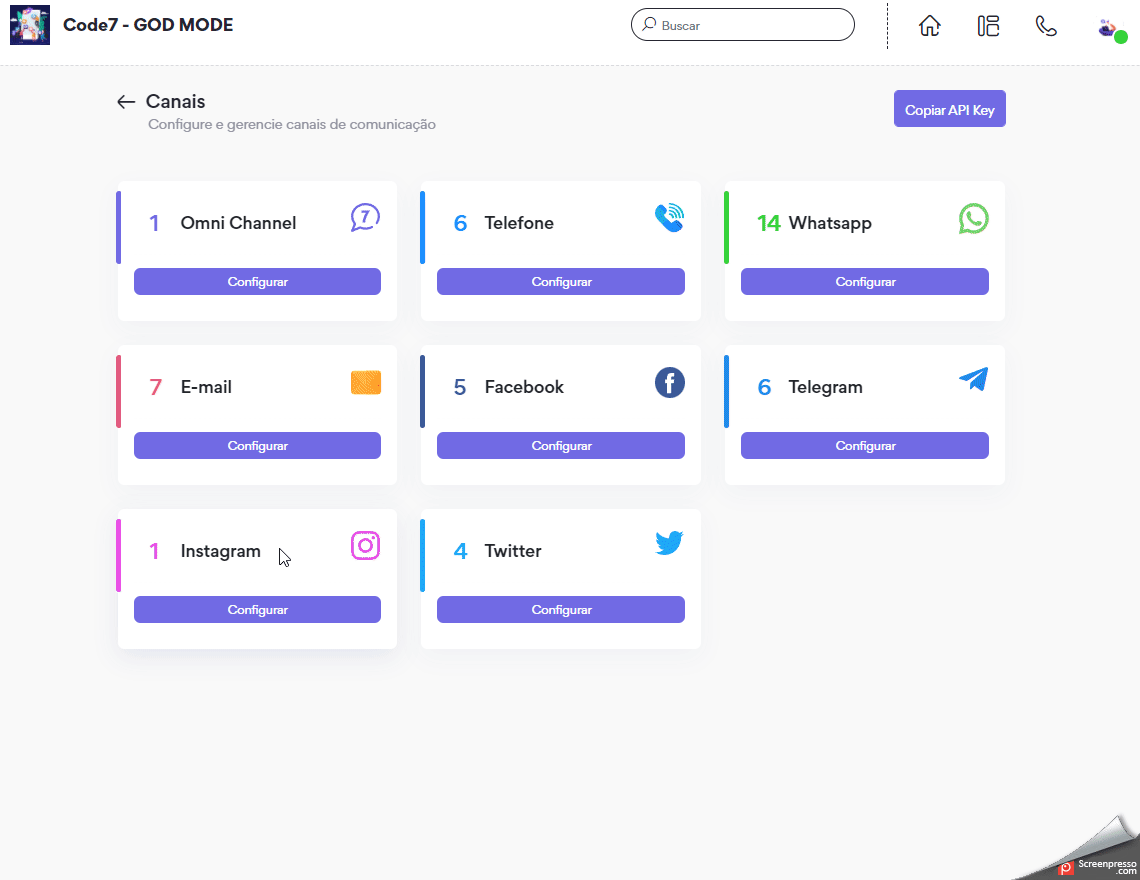 Code7 - GOD MODE
Buscar
Canais
Configure e gerencie canais de comunicação
Copiar API Key
1 Omni Channel 7
Configurar
6 Telefone
Configurar
14 Whatsapp
Configurar
7 E-mail
Configurar
5 Facebook
Configurar
6 Telegram
Configurar
1 Instagram
Configurar
4 Twitter
Configurar
Screenpresso
.com